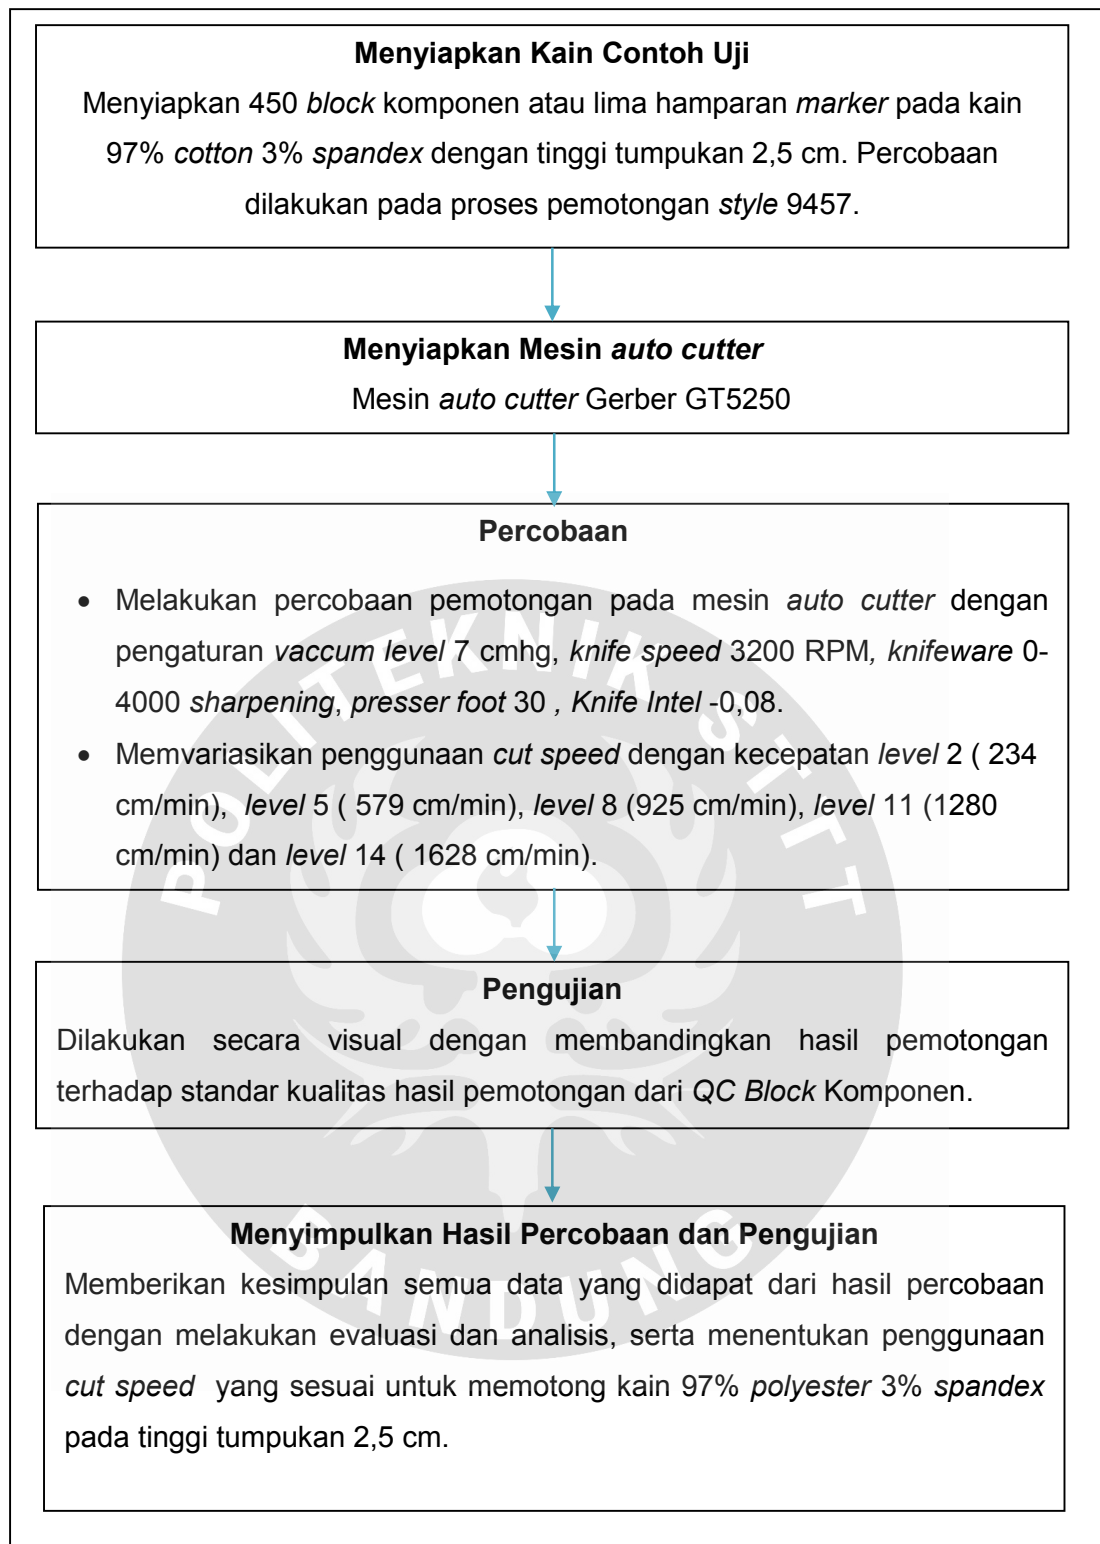 Menyiapkan Kain Contoh Uji
Menyiapkan 450 block komponen atau lima hamparan marker pada kain
97% cotton 3% spandex dengan tinggi tumpukan 2,5 cm. Percobaan
dilakukan pada proses pemotongan style 9457.
Menyiapkan Mesin auto cutter
Mesin auto cutter Gerber GT5250
Percobaan
• Melakukan percobaan pemotongan pada mesin auto cutter dengan
pengaturan vaccum level 7 cmhg, knife speed 3200 RPM, knifeware 0-
4000 sharpening, presser foot 30 , Knife Intel -0,08.
• Memvariasikan penggunaan cut speed dengan kecepatan level 2 ( 234
cm/min), level 5 ( 579 cm/min), level 8 (925 cm/min), level 11 (1280
cm/min) dan level 14 ( 1628 cm/min).
Pengujian
Dilakukan secara visual dengan membandingkan hasil pemotongan
terhadap standar kualitas hasil pemotongan dari QC Block Komponen.
Menyimpulkan Hasil Percobaan dan Pengujian
Memberikan kesimpulan semua data yang didapat dari hasil percobaan
dengan melakukan evaluasi dan analisis, serta menentukan penggunaan
cut speed yang sesuai untuk memotong kain 97% polyester 3% spandex
pada tinggi tumpukan 2,5 cm.
POLITEKNIK STTT
BANDUNG